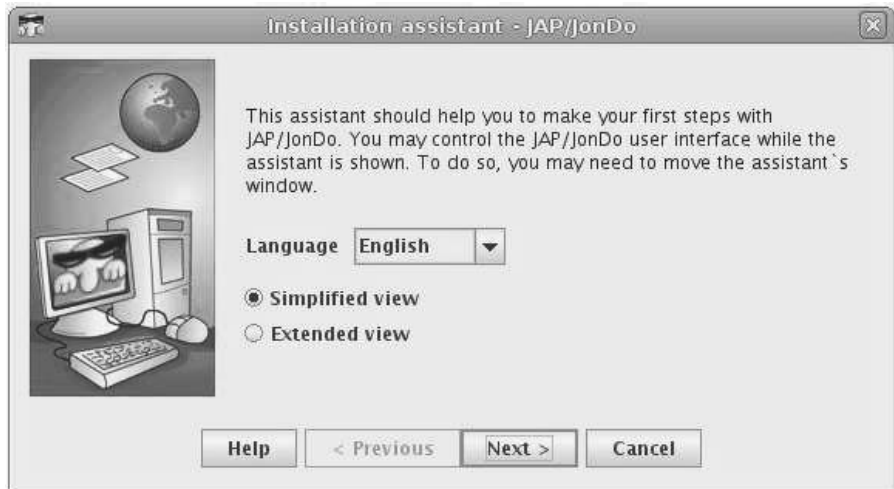 Installation assistant - JAP/JonDo
This assistant should help you to make your first steps with
JAP/JonDo. You may control the JAP/JonDo user interface while the
assistant is shown. To do so, you may need to move the assistant`s
window.
Language English
Simplified view
Extended view
Help < Previous Next > Cancel